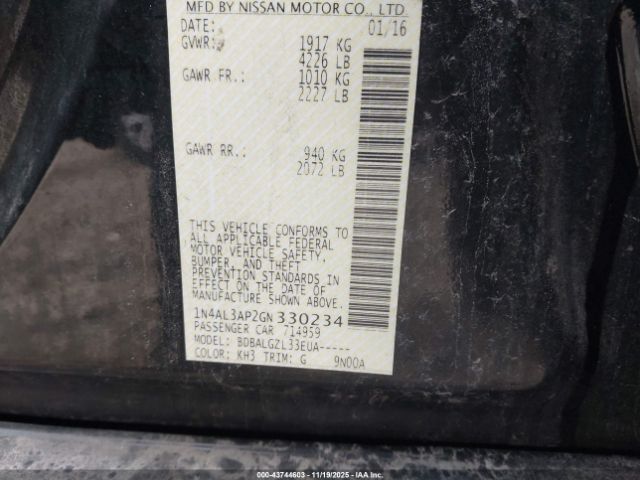 MFD BY NISSAN MOTOR CO., LTD.
DATE: 01/16
GVWR: 1917 KG
4226 LB
GAWR FR.: 1010 KG
2227 LB
GAWR RR.: 940 KG
2072 LB
THIS VEHICLE CONFORMS TO
ALL APPLICABLE FEDERAL
MOTOR VEHICLE SAFETY,
BUMPER, AND THEFT
PREVENTION STANDARDS IN
EFFECT ON THE DATE OF
MANUFACTURE SHOWN ABOVE.
1N4AL3AP2GN330234
PASSENGER CAR 714959
MODEL: BDBALGZL33EUA-----
COLOR: KH3 TRIM: G 9N00A
000-43744603 - 11/19/2025 - IAA, Inc.